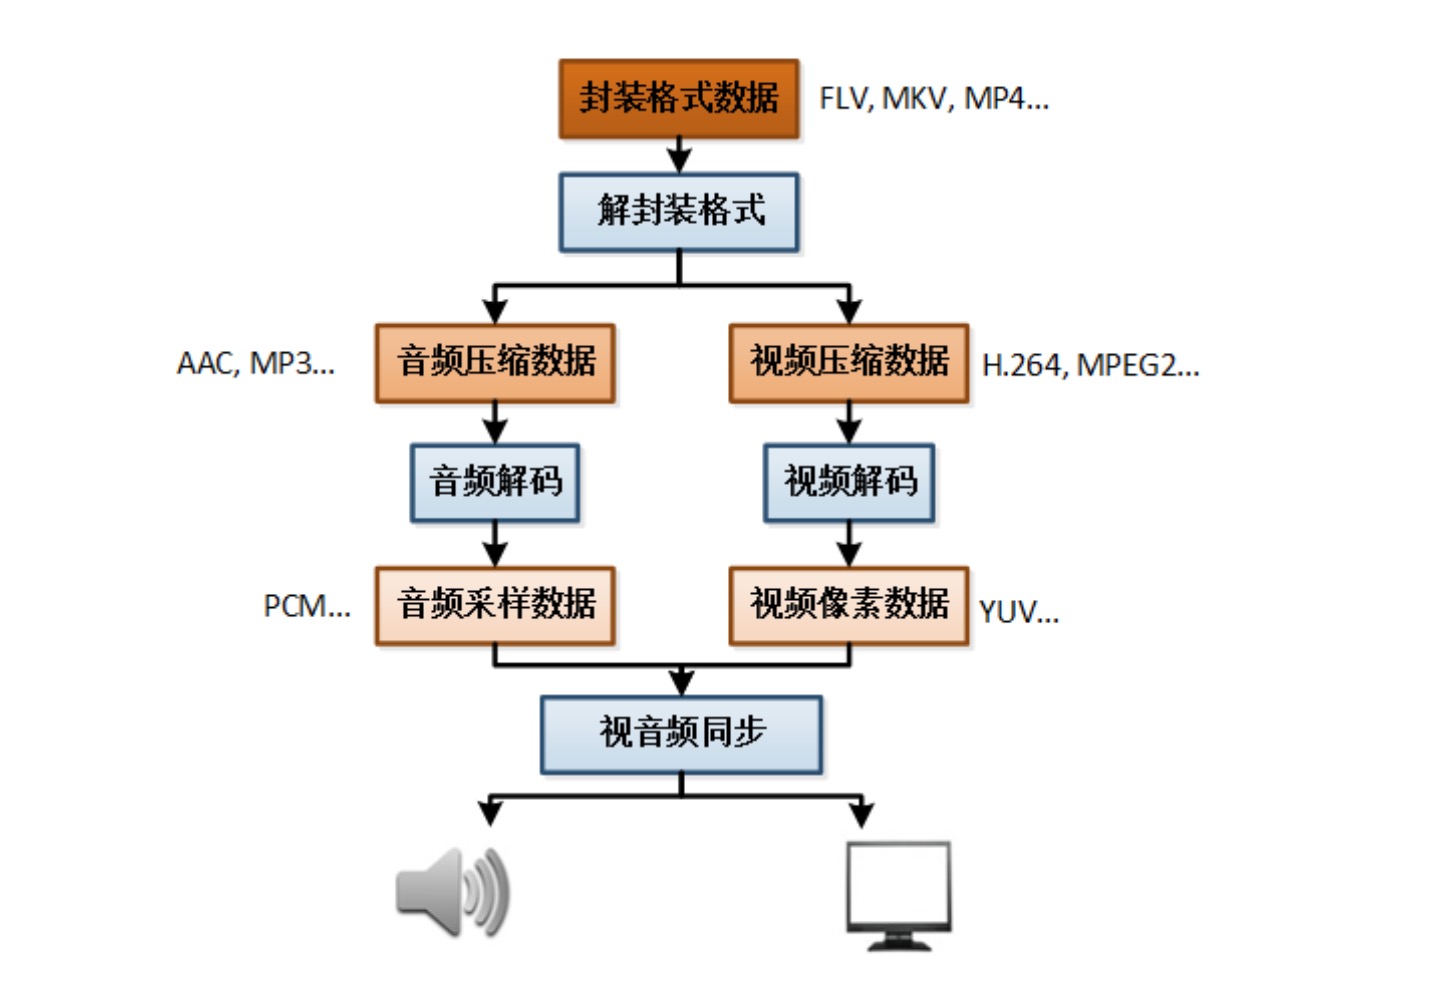 封装格式数据 FLV, MKV, MP4...
解封装格式
AAC, MP3... 音频压缩数据 视频压缩数据 H.264, MPEG2...
音频解码 视频解码
PCM... 音频采样数据 视频像素数据 YUV...
视音频同步